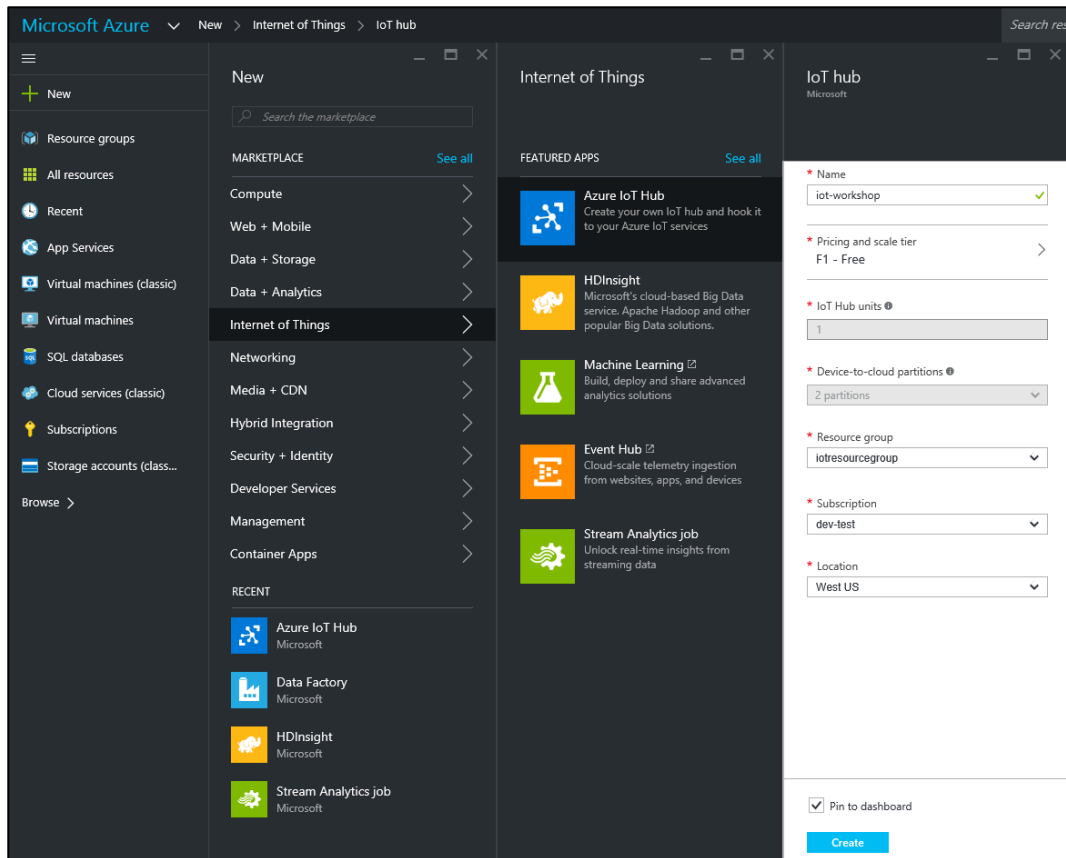 Microsoft Azure New > Internet of Things > IoT hub Search res
New
Resource groups
All resources
Recent
App Services
Virtual machines (classic)
Virtual machines
SQL databases
Cloud services (classic)
Subscriptions
Storage accounts (class...
Browse >
New
Search the marketplace
MARKETPLACE See all
Compute
Web + Mobile
Data + Storage
Data + Analytics
Internet of Things
Networking
Media + CDN
Hybrid Integration
Security + Identity
Developer Services
Management
Container Apps
RECENT
Azure IoT Hub
Microsoft
Data Factory
Microsoft
HDInsight
Microsoft
Stream Analytics job
Microsoft
Internet of Things
FEATURED APPS See all
Azure IoT Hub
Create your own IoT hub and hook it
to your Azure IoT services
HDInsight
Microsoft's cloud-based Big Data
service. Apache Hadoop and other
popular Big Data solutions.
Machine Learning
Build, deploy and share advanced
analytics solutions
Event Hub
Cloud-scale telemetry ingestion
from websites, apps, and devices
Stream Analytics job
Unlock real-time insights from
streaming data
IoT hub
Microsoft
* Name
iot-workshop
* Pricing and scale tier
F1 - Free
* IoT Hub units
1
* Device-to-cloud partitions
2 partitions
* Resource group
iotresourcegroup
* Subscription
dev-test
* Location
West US
Pin to dashboard
Create